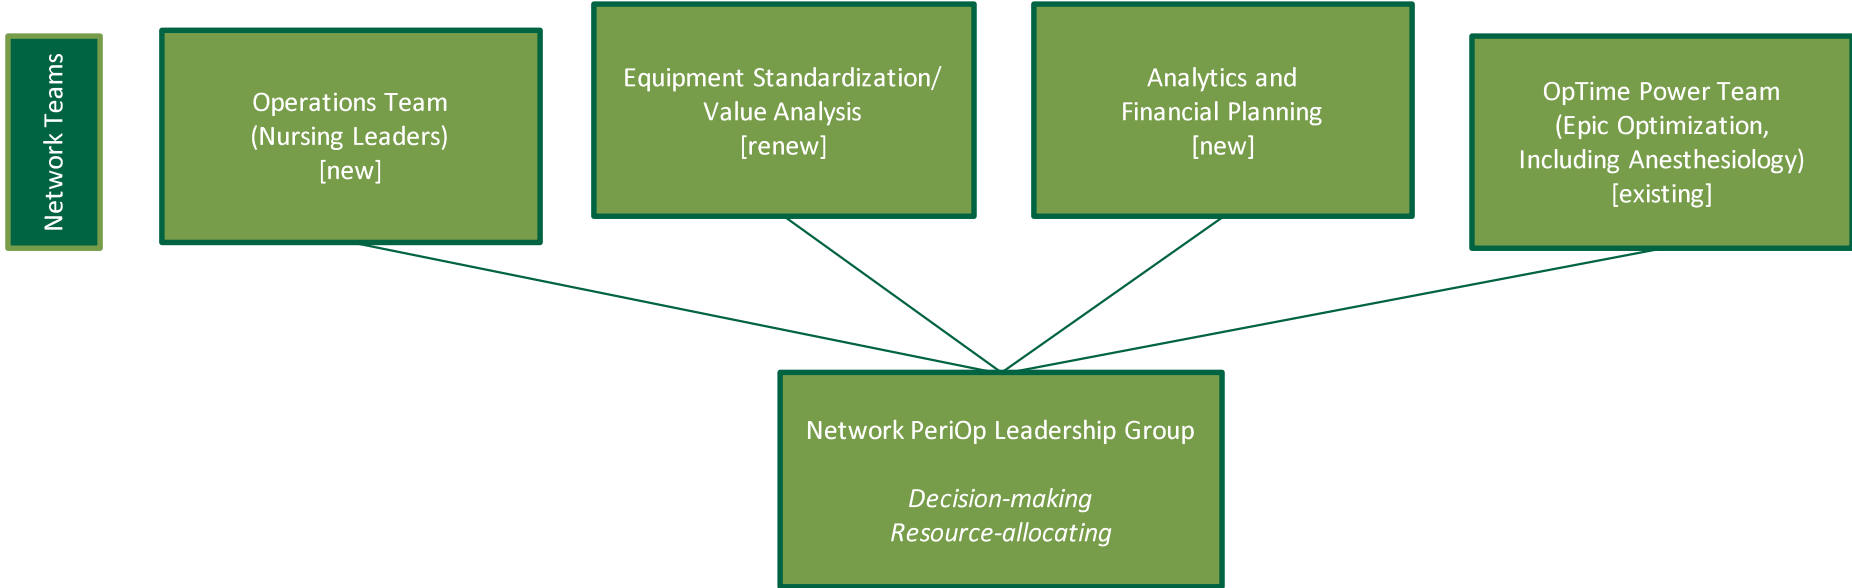 Network Teams
Operations Team
(Nursing Leaders)
[new]
Equipment Standardization/
Value Analysis
[renew]
Analytics and
Financial Planning
[new]
OpTime Power Team
(Epic Optimization,
Including Anesthesiology)
[existing]
Network PeriOp Leadership Group
Decision-making
Resource-allocating